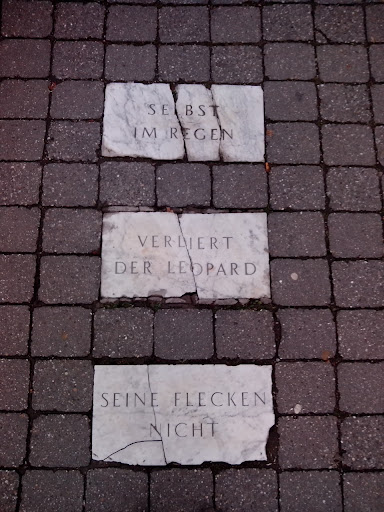 SELBST
IM REGEN
VERLIERT
DER LEOPARD
SEINE FLECKEN
NICHT